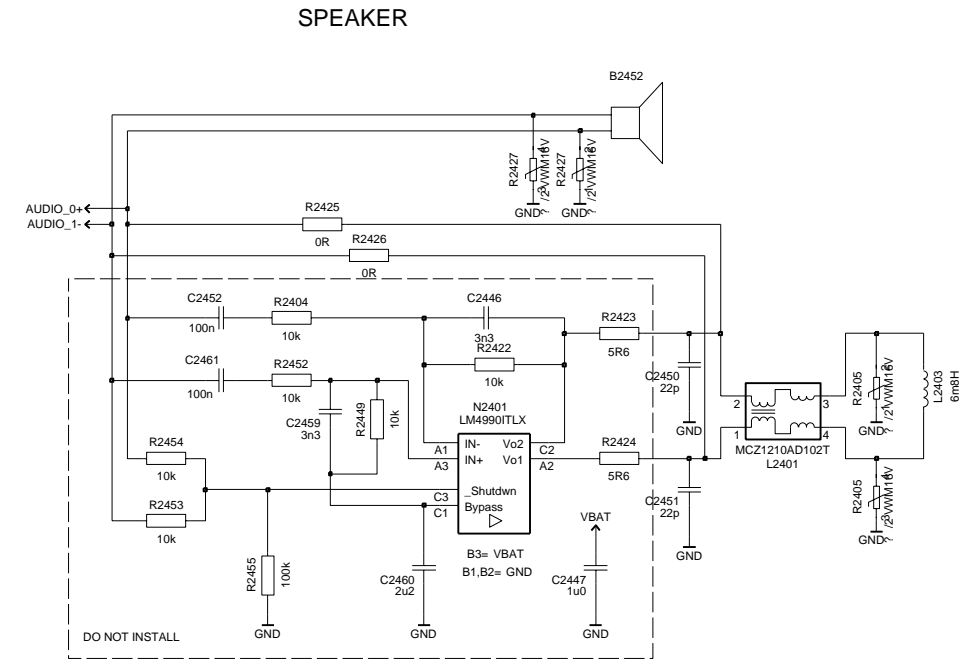 SPEAKER
B2452
R2427
R2427
GND
GND
AUDIO_0+
AUDIO_1-
R2425
0R
R2426
0R
C2452
100n
R2404
10k
C2446
3n3
R2422
10k
R2423
5R6
C2461
100n
R2452
10k
C2459
3n3
R2449
10k
N2401
LM4990ITLX
IN-
IN+
Vo2
Vo1
A1
A3
C2
A2
_Shutdwn
Bypass
C3
C1
R2424
5R6
C2450
22p
GND
C2451
22p
GND
2
1
3
4
MCZ1210AD102T
L2401
R2405
GND
R2405
GND
L2403
6m8H
R2454
10k
R2453
10k
R2455
100k
GND
C2460
2u2
GND
B3= VBAT
B1,B2= GND
VBAT
C2447
1u0
GND
DO NOT INSTALL